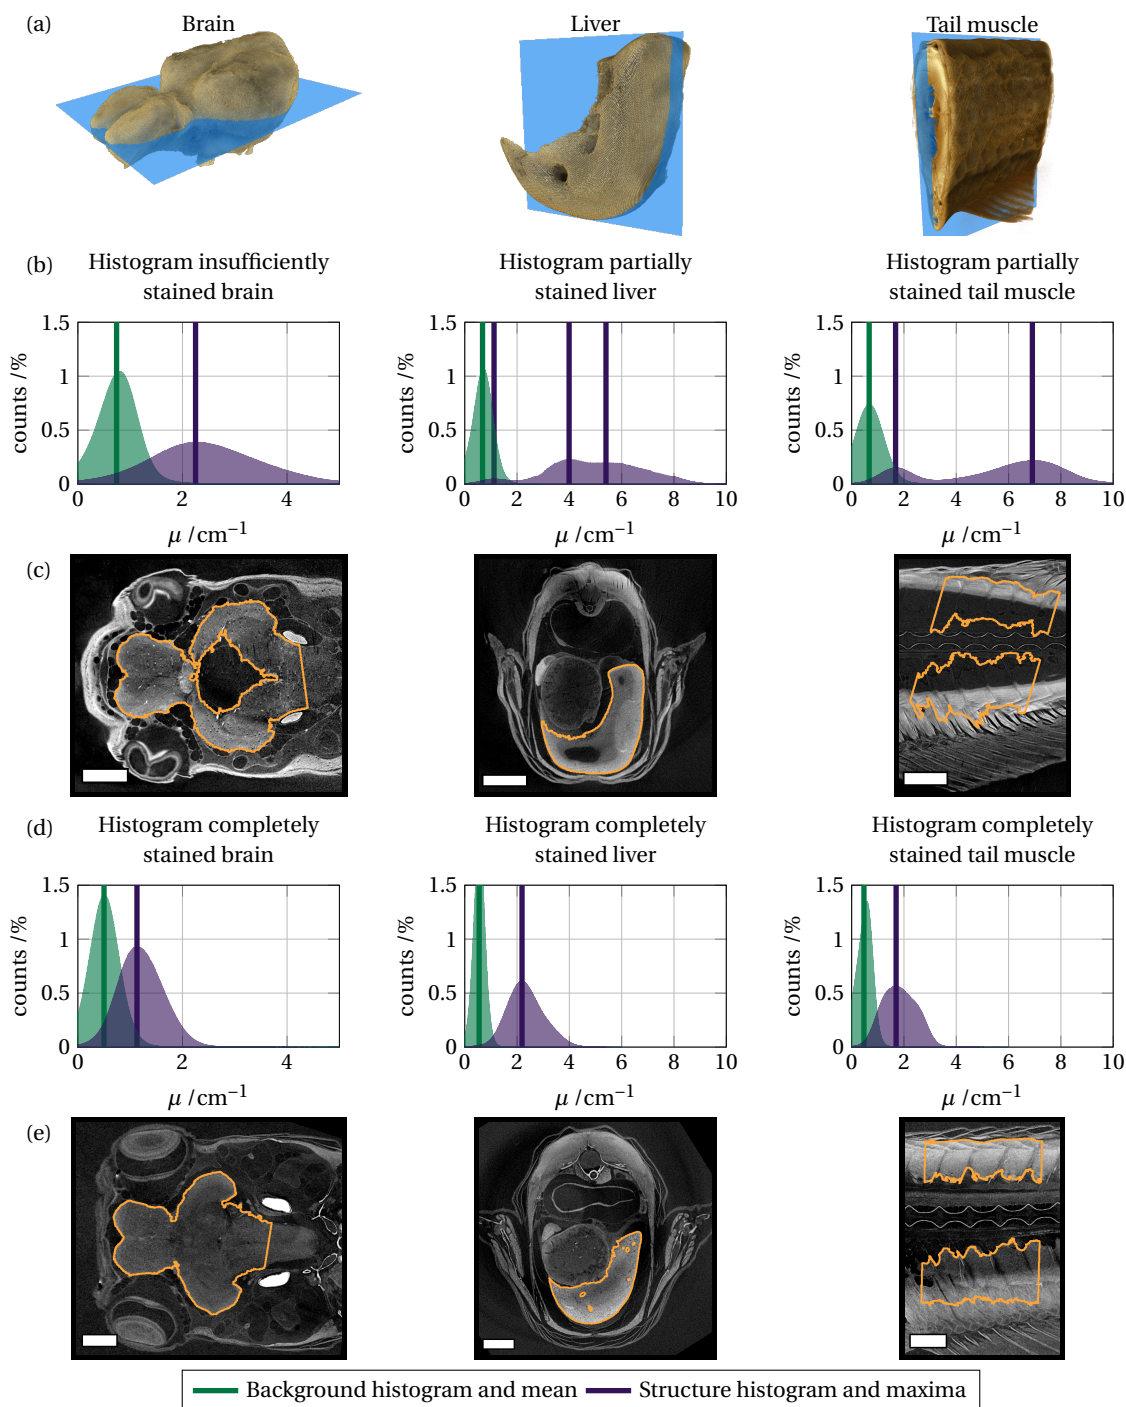 (a) Brain Liver Tail muscle
(b) Histogram insufficiently stained brain
Histogram partially stained liver
Histogram partially stained tail muscle
1.5 1.5 1.5
1 1 1
0.5 0.5 0.5
0 0 0
counts /% counts /% counts /%
0 2 4 0 2 4 6 8 10 0 2 4 6 8 10
μ /cm⁻¹ μ /cm⁻¹ μ /cm⁻¹
(c)
(d) Histogram completely stained brain
Histogram completely stained liver
Histogram completely stained tail muscle
1.5 1.5 1.5
1 1 1
0.5 0.5 0.5
0 0 0
counts /% counts /% counts /%
0 2 4 0 2 4 6 8 10 0 2 4 6 8 10
μ /cm⁻¹ μ /cm⁻¹ μ /cm⁻¹
(e)
Background histogram and mean Structure histogram and maxima